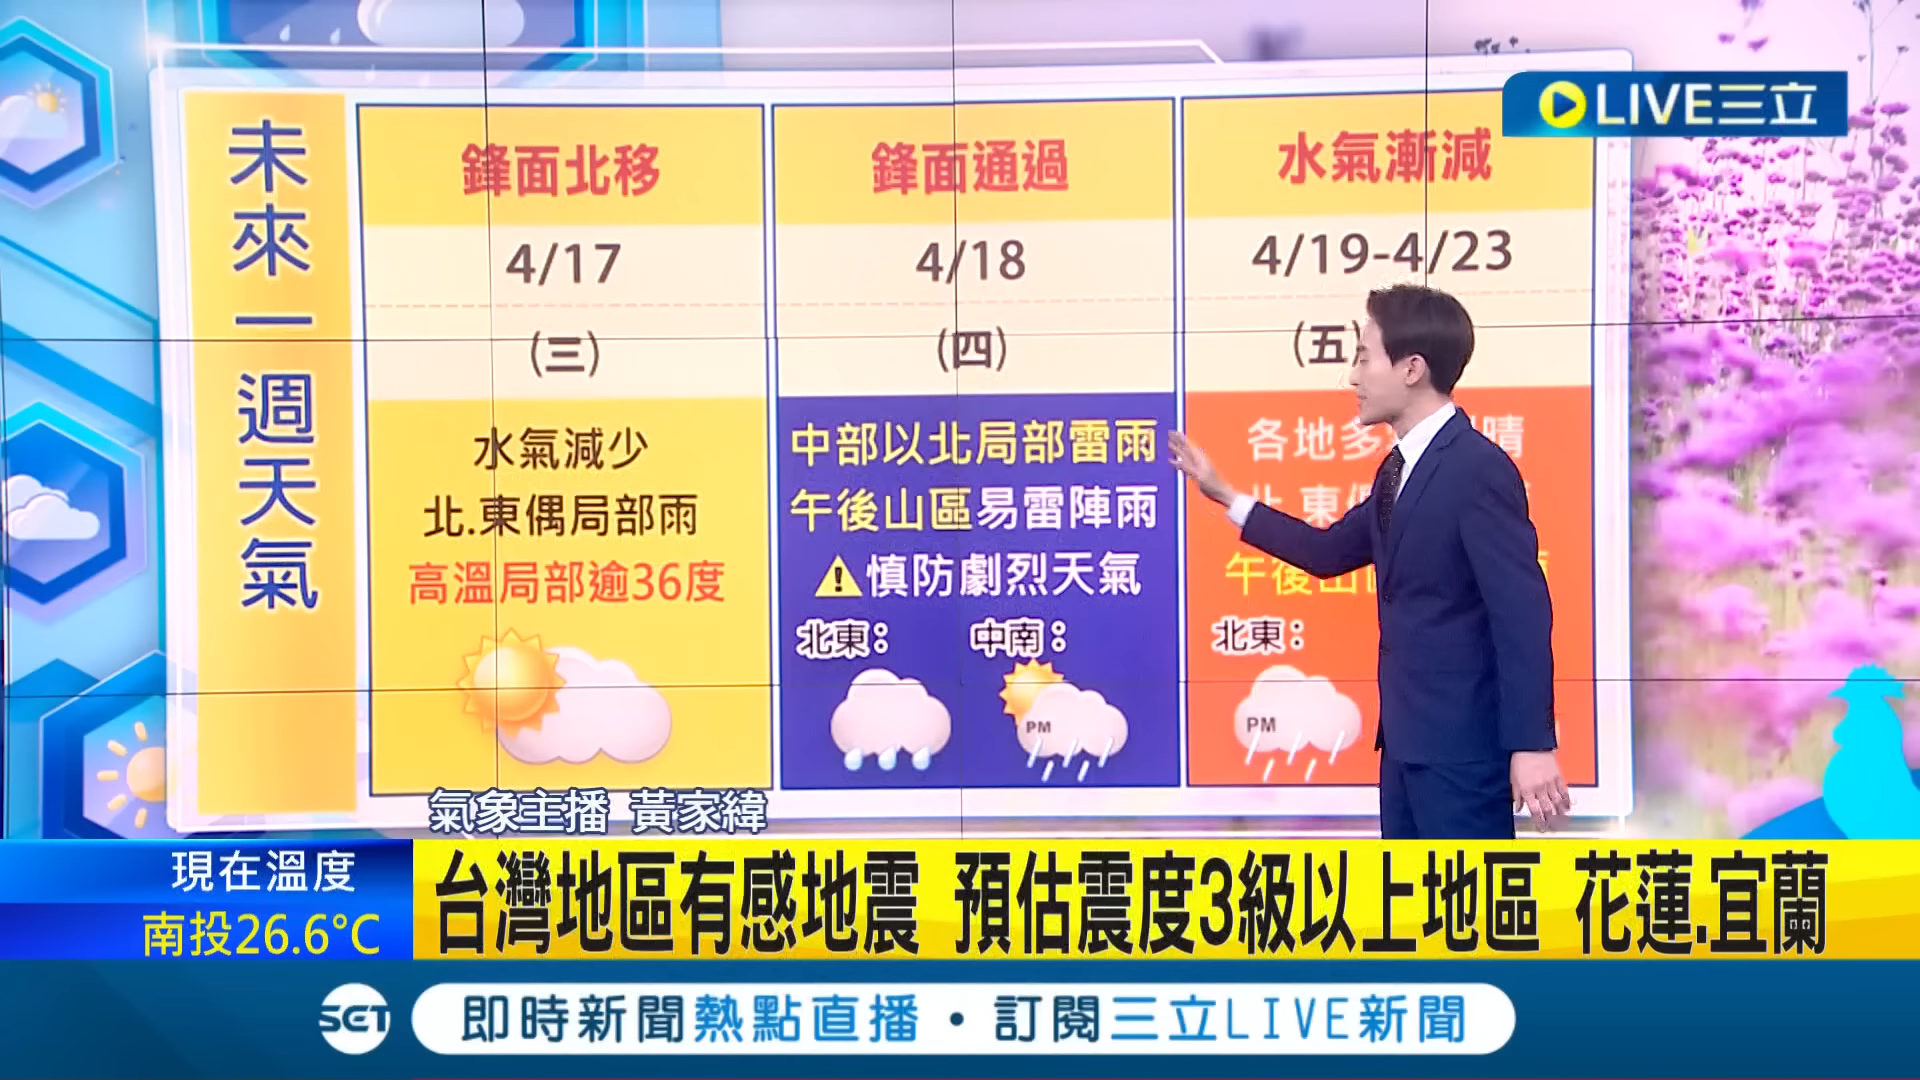 LIVE三立
未來一週天氣
鋒面北移
4/17
(三)
水氣減少
北.東偶局部雨
高溫局部逾36度
鋒面通過
4/18
(四)
中部以北局部雷雨
午後山區易雷陣雨
慎防劇烈天氣
北東：
中南：
PM
水氣漸減
4/19-4/23
(五)
各地多
晴
北.東偶
午後山
北東：
PM
氣象主播 黃家緯
現在溫度
南投26.6°C
台灣地區有感地震 預估震度3級以上地區 花蓮.宜蘭
SET
即時新聞熱點直播・訂閱三立LIVE新聞